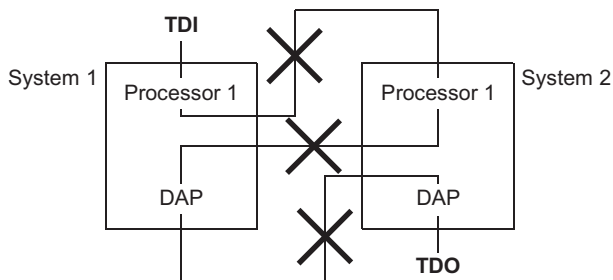 TDI
System 1
Processor 1
Processor 1
System 2
DAP
DAP
TDO